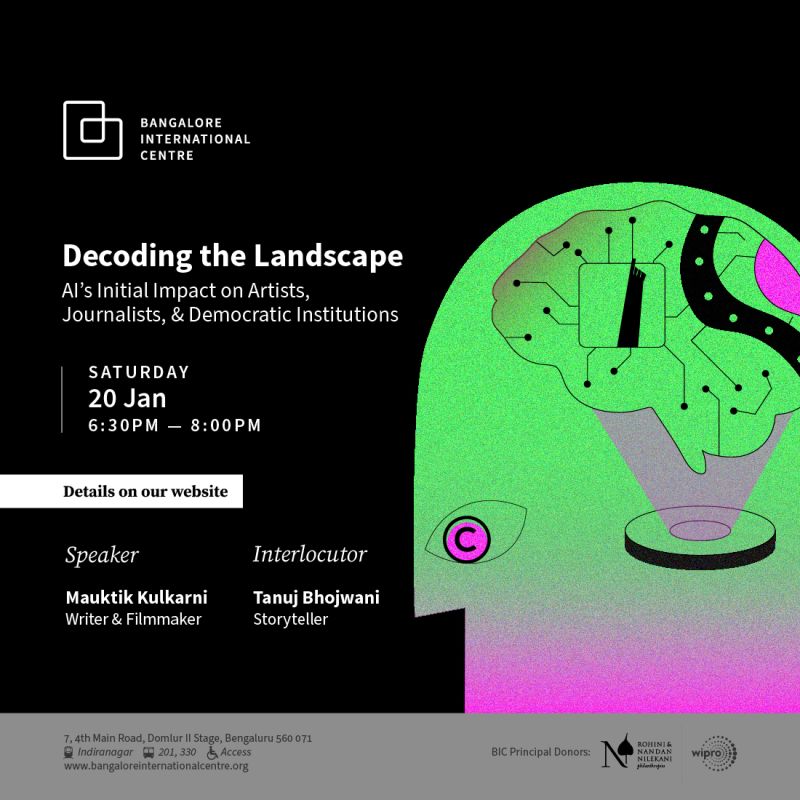 BANGALORE
INTERNATIONAL
CENTRE
Decoding the Landscape
AI’s Initial Impact on Artists,
Journalists, & Democratic Institutions
SATURDAY
20 Jan
6:30PM — 8:00PM
Details on our website
Speaker
Mauktik Kulkarni
Writer & Filmmaker
Interlocutor
Tanuj Bhojwani
Storyteller
C
7, 4th Main Road, Domlur II Stage, Bengaluru 560 071
Indiranagar 201, 330 Access
www.bangaloreinternationalcentre.org
BIC Principal Donors:
N
ROHINI &
NANDAN
NILEKANI
philanthropies
wipro